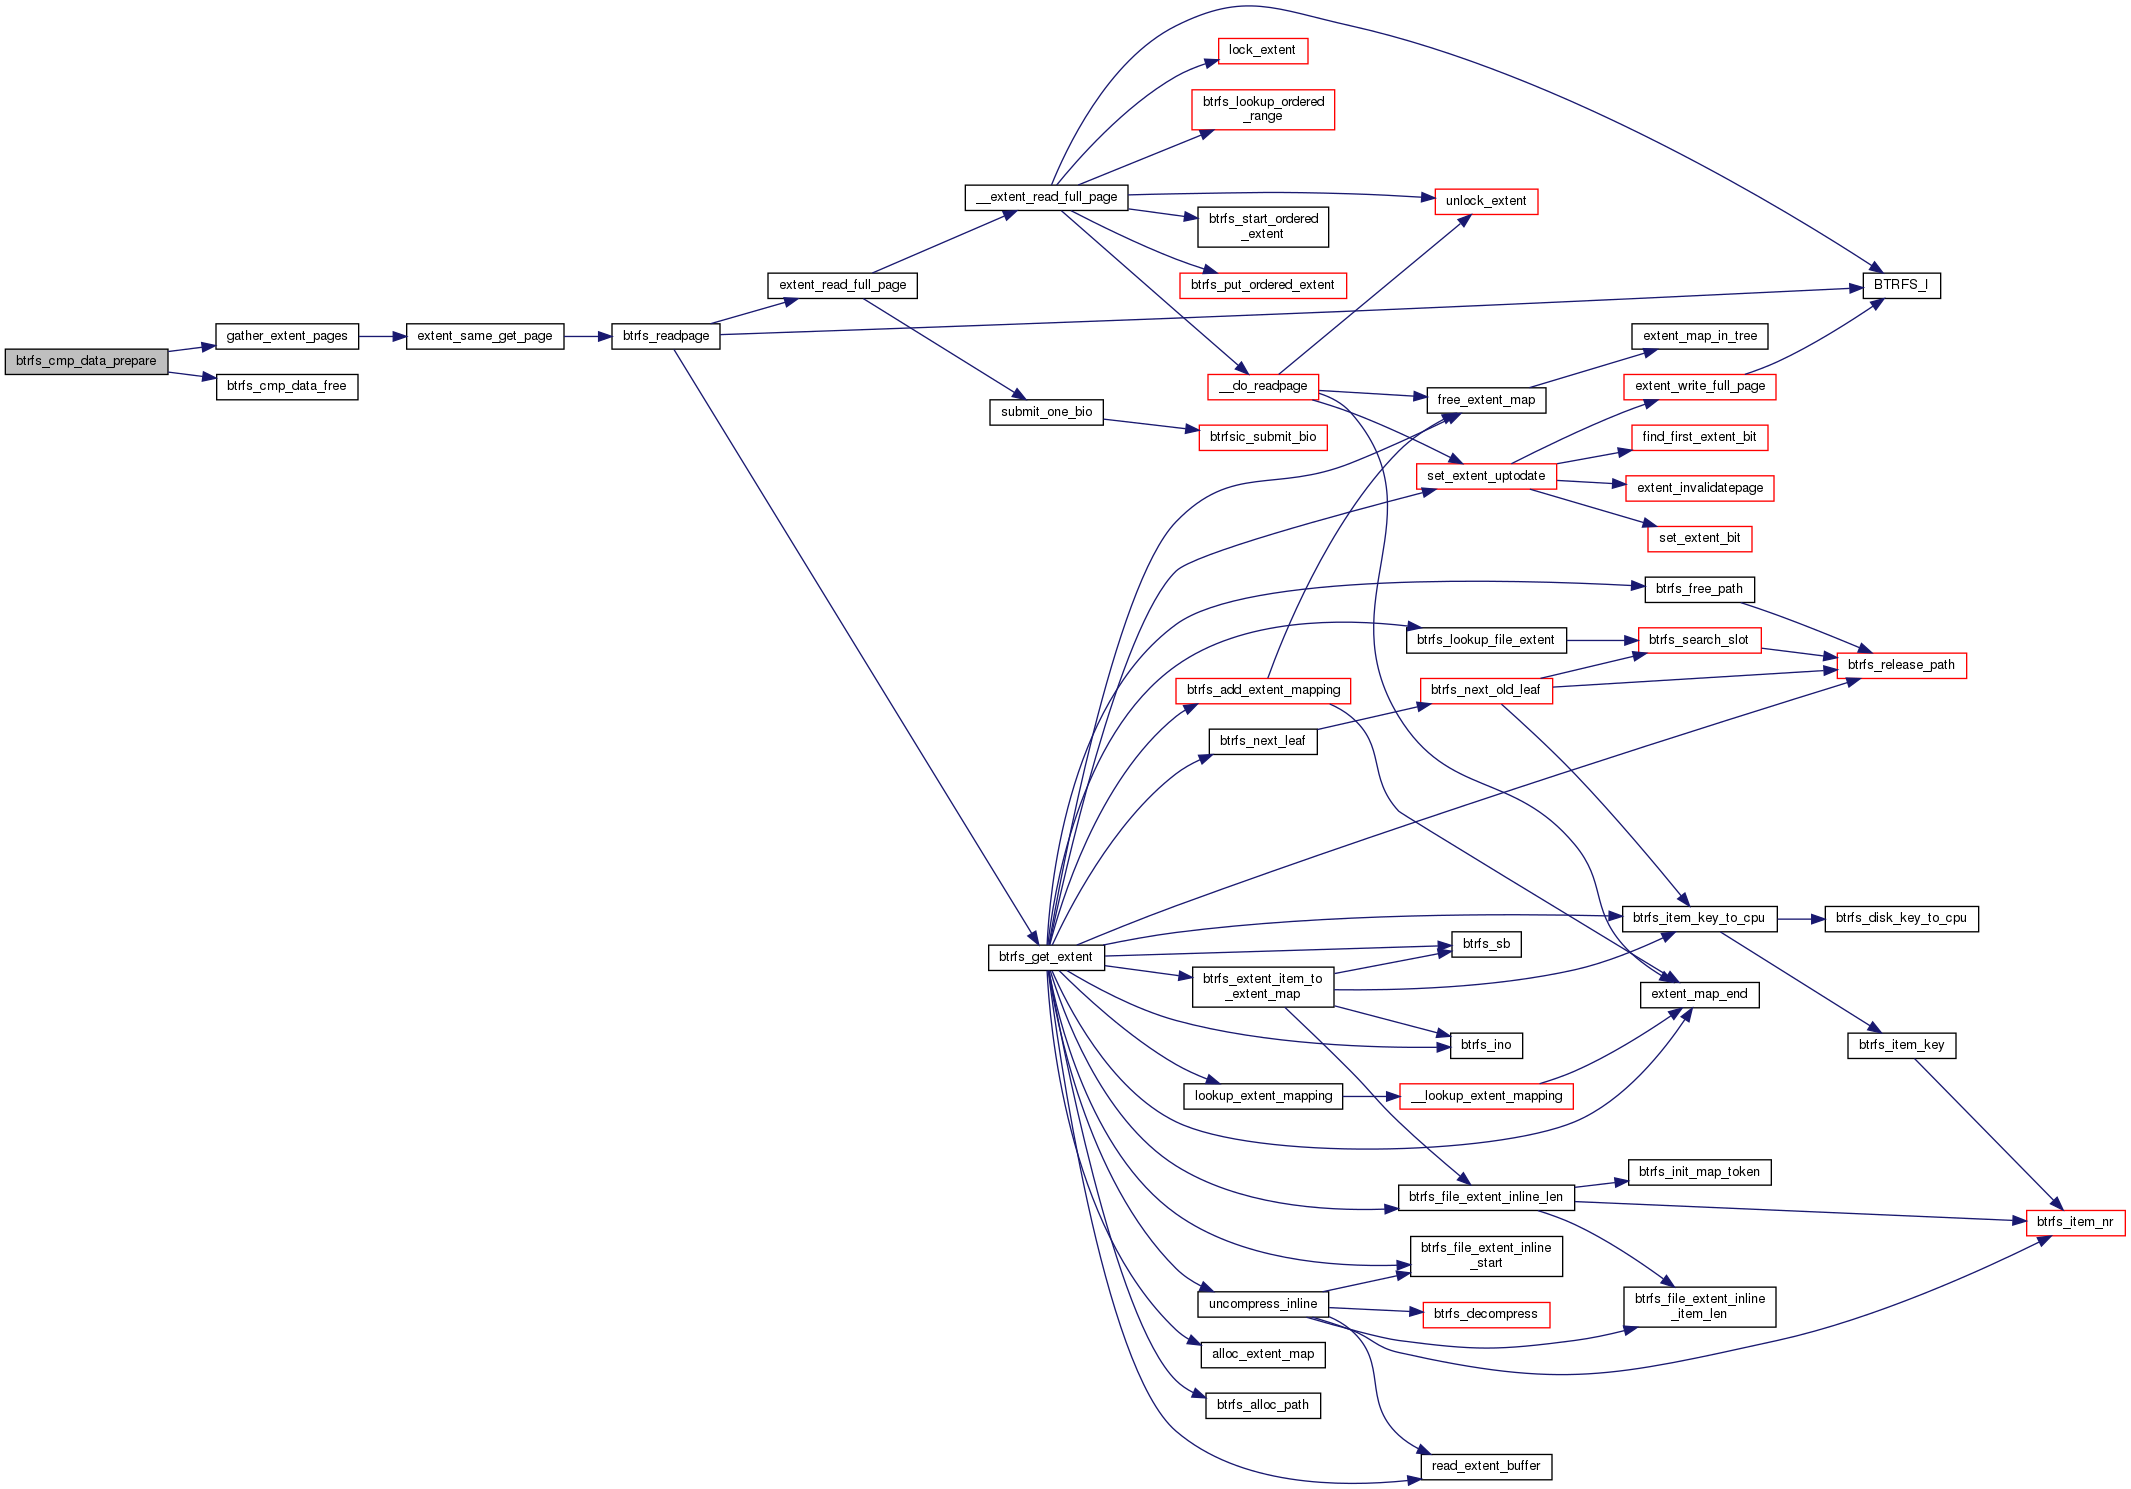 lock_extent
btrfs_lookup_ordered
_range
__extent_read_full_page
unlock_extent
btrfs_start_ordered
_extent
extent_read_full_page
btrfs_put_ordered_extent
BTRFS_I
gather_extent_pages
extent_same_get_page
btrfs_readpage
extent_map_in_tree
btrfs_cmp_data_prepare
btrfs_cmp_data_free
__do_readpage
free_extent_map
extent_write_full_page
submit_one_bio
btrfsic_submit_bio
find_first_extent_bit
set_extent_uptodate
extent_invalidatepage
set_extent_bit
btrfs_free_path
btrfs_lookup_file_extent
btrfs_search_slot
btrfs_release_path
btrfs_add_extent_mapping
btrfs_next_old_leaf
btrfs_next_leaf
btrfs_item_key_to_cpu
btrfs_disk_key_to_cpu
btrfs_sb
btrfs_get_extent
btrfs_extent_item_to
_extent_map
extent_map_end
btrfs_ino
btrfs_item_key
lookup_extent_mapping
__lookup_extent_mapping
btrfs_init_map_token
btrfs_file_extent_inline_len
btrfs_item_nr
btrfs_file_extent_inline
_start
uncompress_inline
btrfs_decompress
btrfs_file_extent_inline
_item_len
alloc_extent_map
btrfs_alloc_path
read_extent_buffer